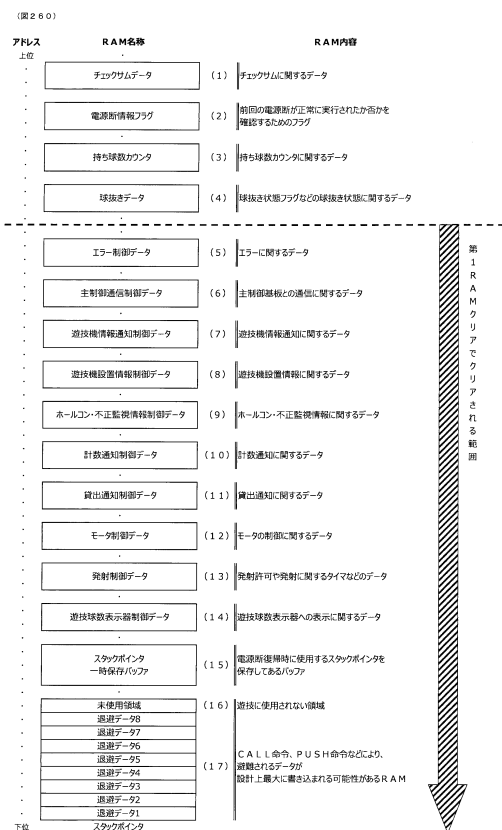 （図２６０）
アドレス ＲＡＭ名称 ＲＡＭ内容
上位
チェックサムデータ （１） チェックサムに関するデータ
電源断情報フラグ （２） 前回の電源断が正常に実行されたか否かを
確認するためのフラグ
持ち球数カウンタ （３） 持ち球数カウンタに関するデータ
球抜きデータ （４） 球抜き状態フラグなどの球抜き状態に関するデータ
エラー制御データ （５） エラーに関するデータ
主制御通信制御データ （６） 主制御基板との通信に関するデータ
遊技機情報通知制御データ （７） 遊技機情報通知に関するデータ
遊技機設置情報制御データ （８） 遊技機設置情報に関するデータ
ホールコン・不正監視情報制御データ （９） ホールコン・不正監視情報に関するデータ
計数通知制御データ （１０） 計数通知に関するデータ
貸出通知制御データ （１１） 貸出通知に関するデータ
モータ制御データ （１２） モータの制御に関するデータ
発射制御データ （１３） 発射許可や発射に関するタイマなどのデータ
遊技球数表示器制御データ （１４） 遊技球数表示器への表示に関するデータ
スタックポインタ
一時保存バッファ （１５） 電源断復帰時に使用するスタックポインタを
保存してあるバッファ
未使用領域 （１６） 遊技に使用されない領域
退避データ8
退避データ7
退避データ6
退避データ5
退避データ4
退避データ3
退避データ2
退避データ1
（１７） ＣＡＬＬ命令、ＰＵＳＨ命令などにより、
避難されるデータが
設計上最大に書き込まれる可能性があるＲＡＭ
下位 スタックポインタ
第１ＲＡＭクリアでクリアされる範囲